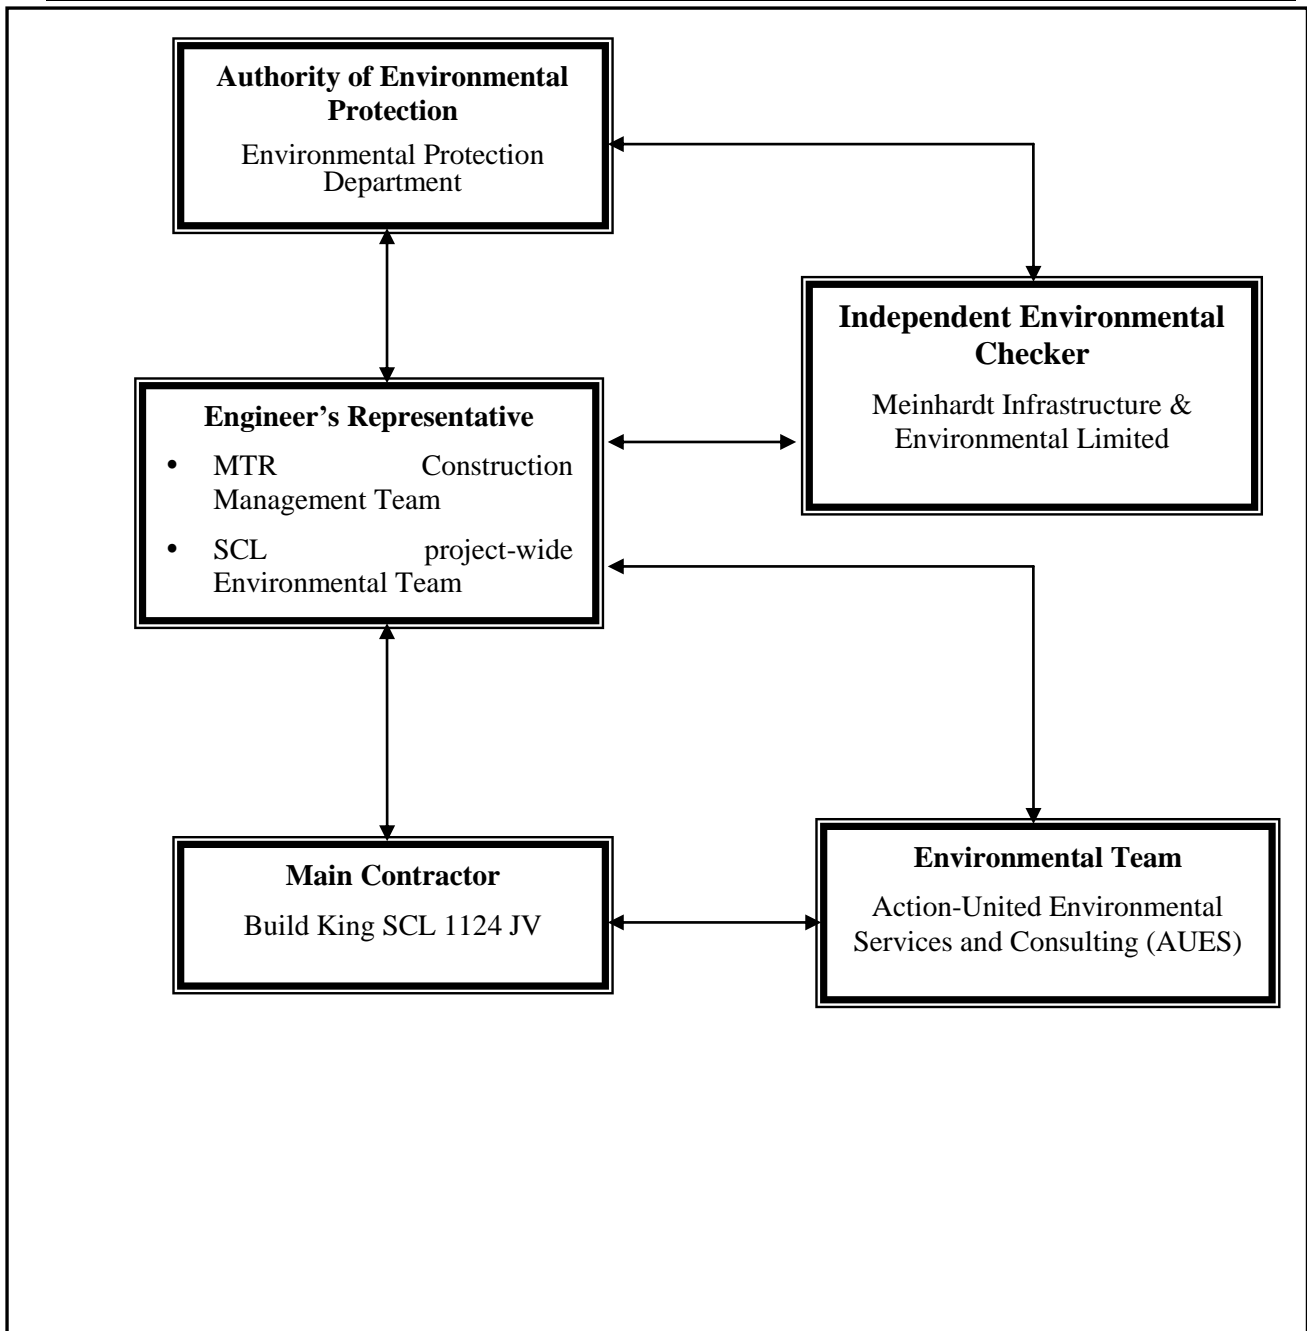 Authority of Environmental
Protection
Environmental Protection
Department
Independent Environmental
Checker
Meinhardt Infrastructure &
Environmental Limited
Engineer’s Representative
• MTR Construction
Management Team
• SCL project-wide
Environmental Team
Main Contractor
Build King SCL 1124 JV
Environmental Team
Action-United Environmental
Services and Consulting (AUES)